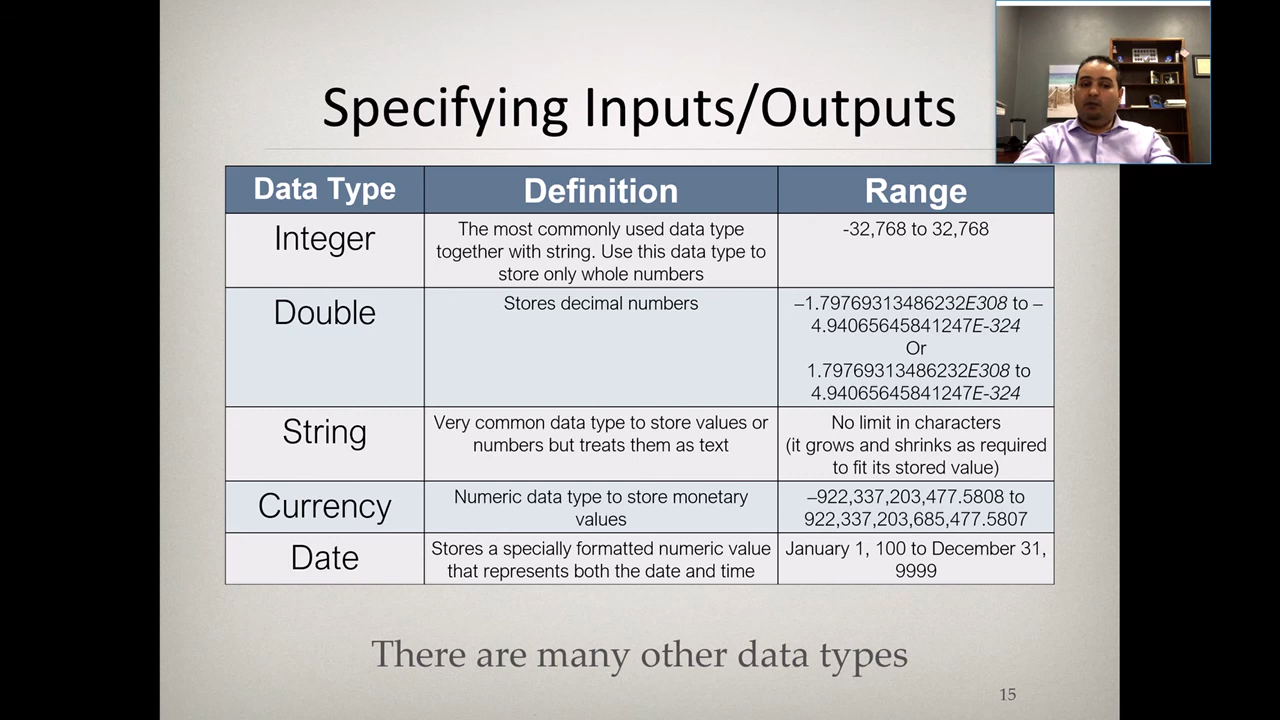 Specifying Inputs/Outputs
Data Type
Definition
Range
Integer
The most commonly used data type
together with string. Use this data type to
store only whole numbers
-32,768 to 32,768
Double
Stores decimal numbers
–1.79769313486232E308 to –
4.94065645841247E-324
Or
1.79769313486232E308 to
4.94065645841247E-324
String
Very common data type to store values or
numbers but treats them as text
No limit in characters
(it grows and shrinks as required
to fit its stored value)
Currency
Numeric data type to store monetary
values
–922,337,203,477.5808 to
922,337,203,685,477.5807
Date
Stores a specially formatted numeric value
that represents both the date and time
January 1, 100 to December 31,
9999
There are many other data types
15